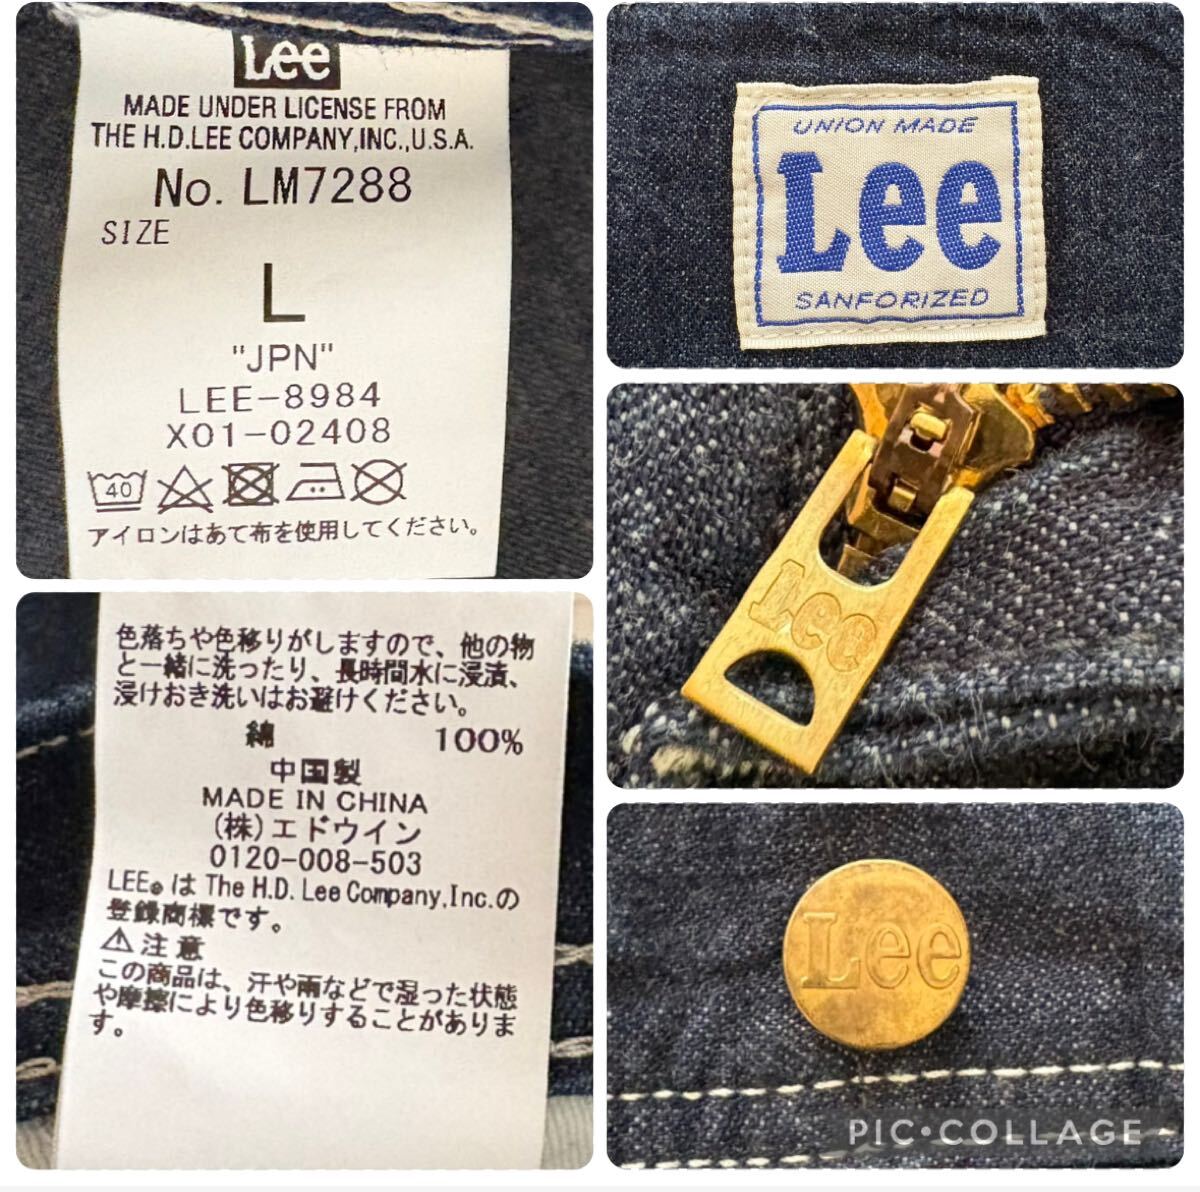 Lee
MADE UNDER LICENSE FROM
THE H.D.LEE COMPANY,INC.,U.S.A.
No. LM7288
SIZE
L
"JPN"
LEE-8984
X01-02408
40
アイロンはあて布を使用してください。
UNION MADE
Lee
SANFORIZED
Lee
色落ちや色移りがしますので、他の物
と一緒に洗ったり、長時間水に浸漬、
浸けおき洗いはお避けください。
綿 100%
中国製
MADE IN CHINA
(株)エドウイン
0120-008-503
LEE®は The H.D. Lee Company,Inc.の
登録商標です。
⚠注意
この商品は、汗や雨などで湿った状態
や摩擦により色移りすることがありま
す。
Lee
PIC•COLLAGE